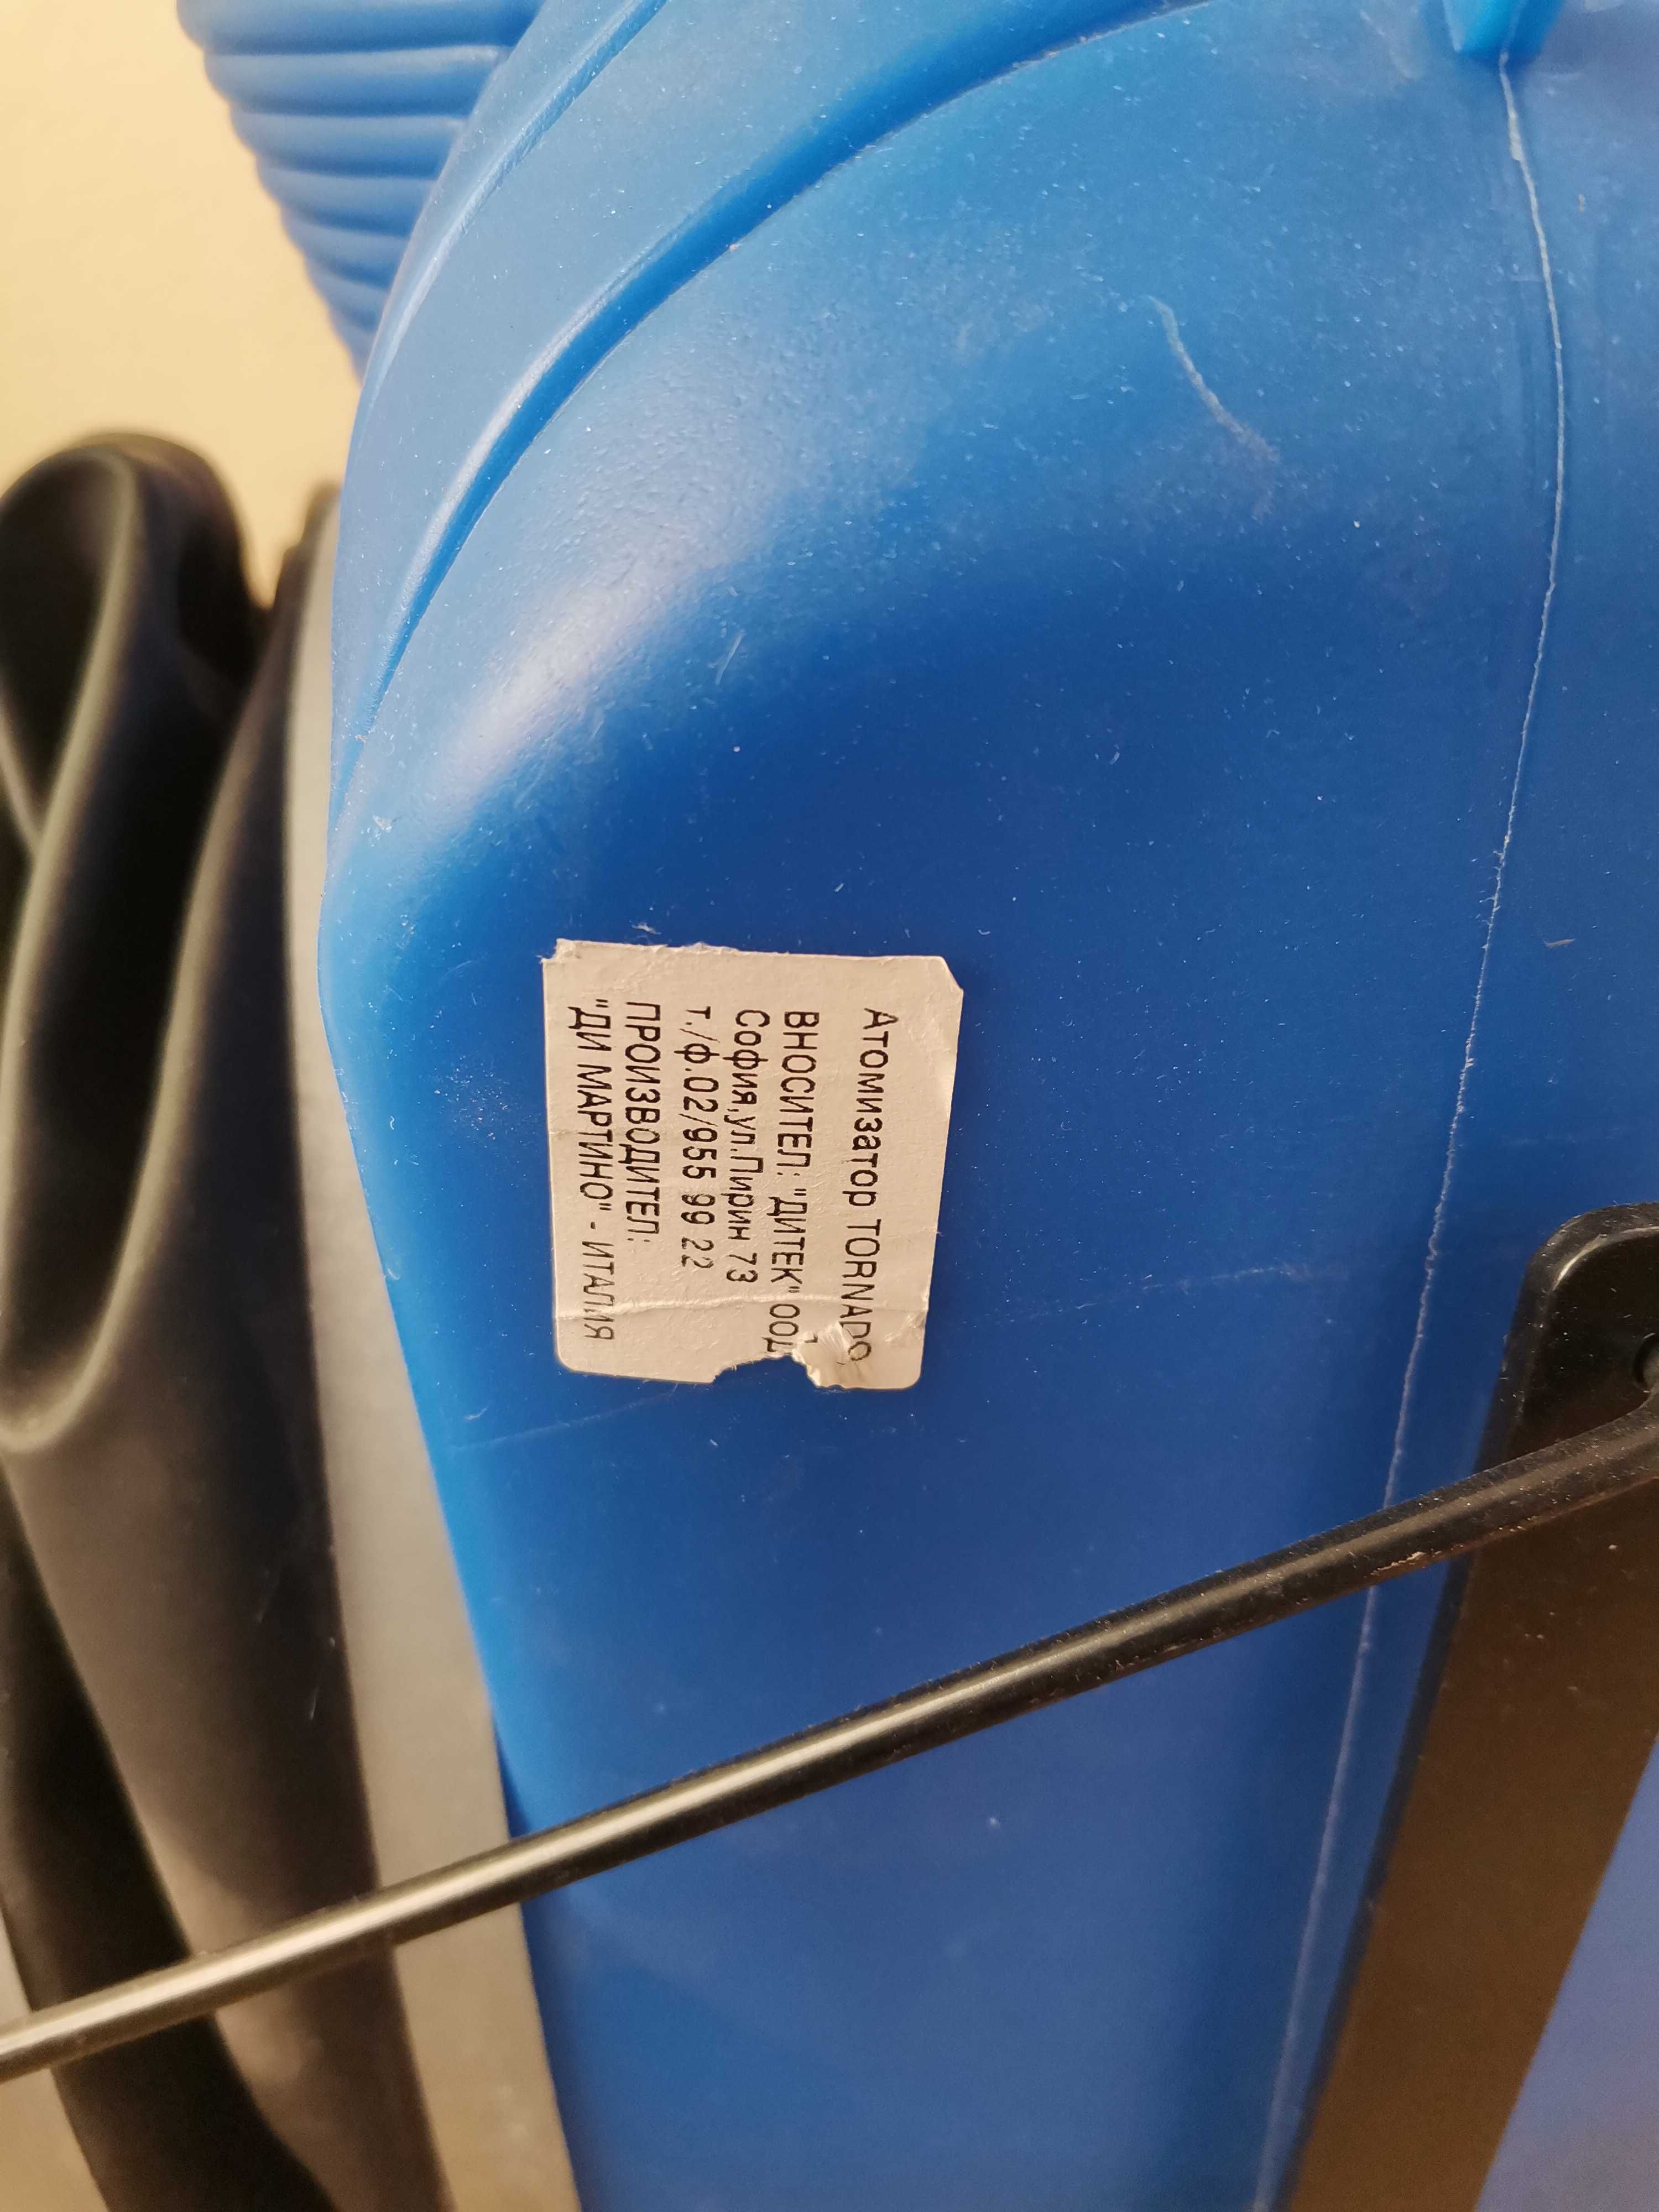 Атомизатор TORNADO
ВНОСИТЕЛ: "ДИТЕК" ООД
София,ул.Пирин 73
т./ф.02/955 99 22
ПРОИЗВОДИТЕЛ:
"ДИ МАРТИНО" - ИТАЛИЯ